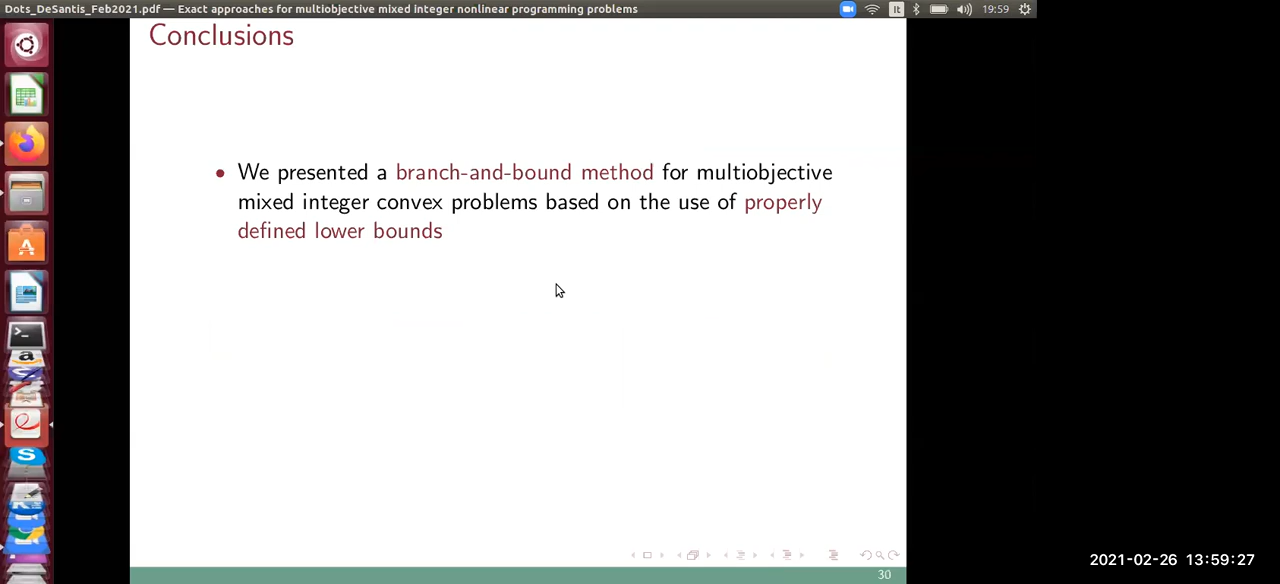 Dots_DeSantis_Feb2021.pdf — Exact approaches for multiobjective mixed integer nonlinear programming problems
It
19:59
Conclusions
• We presented a branch-and-bound method for multiobjective
mixed integer convex problems based on the use of properly
defined lower bounds
30
2021-02-26 13:59:27